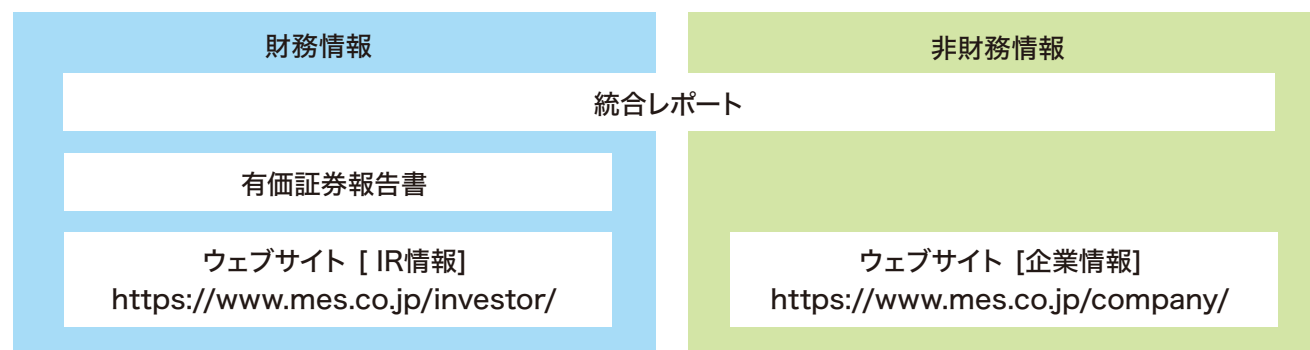 財務情報
非財務情報
統合レポート
有価証券報告書
ウェブサイト [ IR情報]
https://www.mes.co.jp/investor/
ウェブサイト [企業情報]
https://www.mes.co.jp/company/